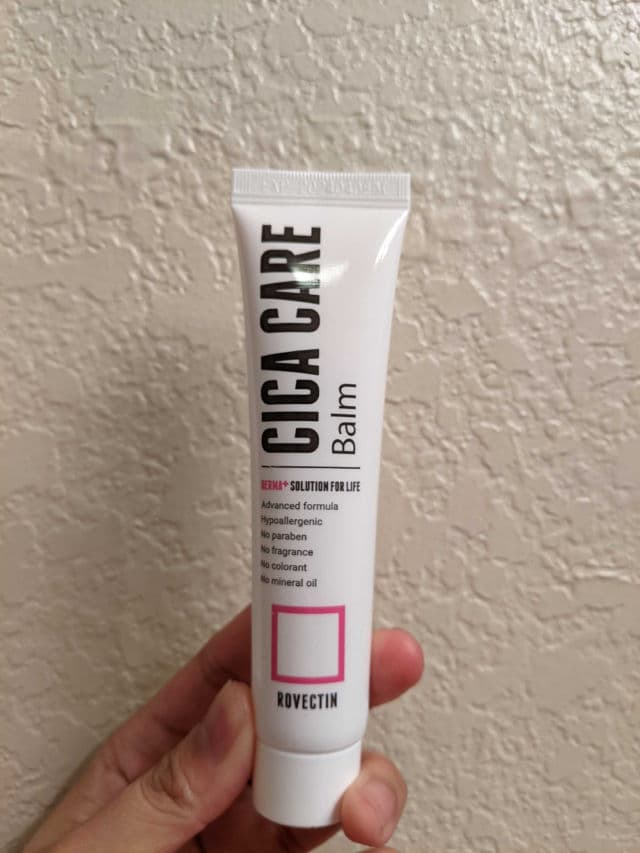 CICA CARE
Balm
DERMA+ SOLUTION FOR LIFE
Advanced formula
Hypoallergenic
No paraben
No fragrance
No colorant
No mineral oil
ROVECTIN